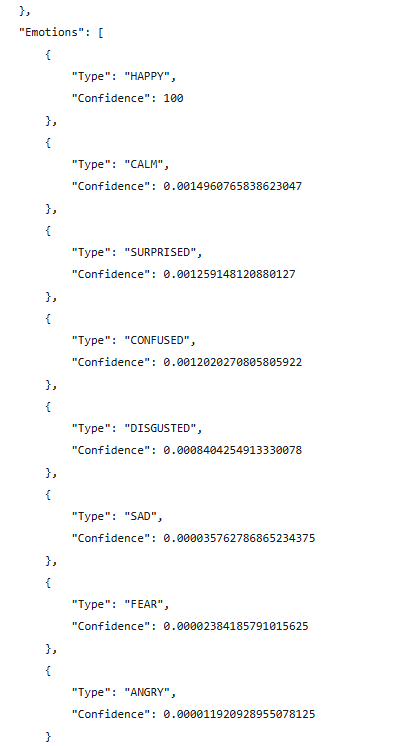 },
"Emotions": [
{
"Type": "HAPPY",
"Confidence": 100
},
{
"Type": "CALM",
"Confidence": 0.0014960765838623047
},
{
"Type": "SURPRISED",
"Confidence": 0.001259148120880127
},
{
"Type": "CONFUSED",
"Confidence": 0.0012020270805805922
},
{
"Type": "DISGUSTED",
"Confidence": 0.0008404254913330078
},
{
"Type": "SAD",
"Confidence": 0.000035762786865234375
},
{
"Type": "FEAR",
"Confidence": 0.00002384185791015625
},
{
"Type": "ANGRY",
"Confidence": 0.000011920928955078125
}